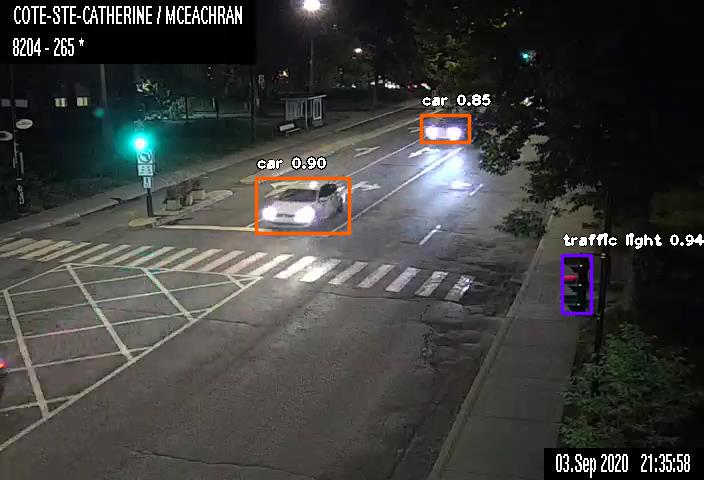 COTE-STE-CATHERINE / MCEACHRAN
8204 - 265 *
car 0.85
car 0.90
traffic light 0.94
03.Sep 2020 21:35:58